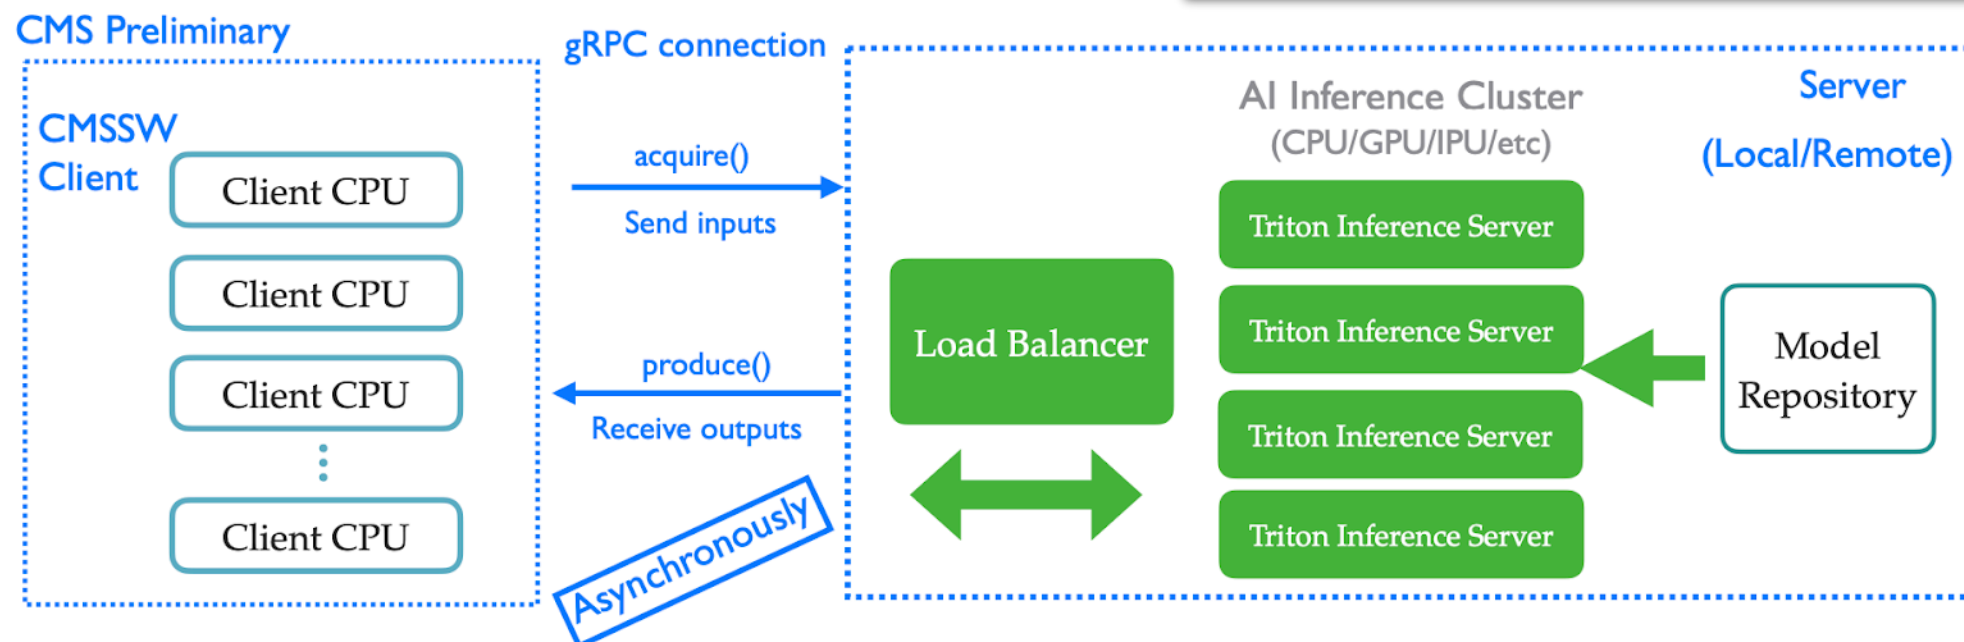 CMS Preliminary
CMSSW
Client
Client CPU
Client CPU
Client CPU
Client CPU
gRPC connection
acquire()
Send inputs
produce()
Receive outputs
Asynchronously
Server
(Local/Remote)
AI Inference Cluster
(CPU/GPU/IPU/etc)
Load Balancer
Triton Inference Server
Triton Inference Server
Triton Inference Server
Triton Inference Server
Model
Repository